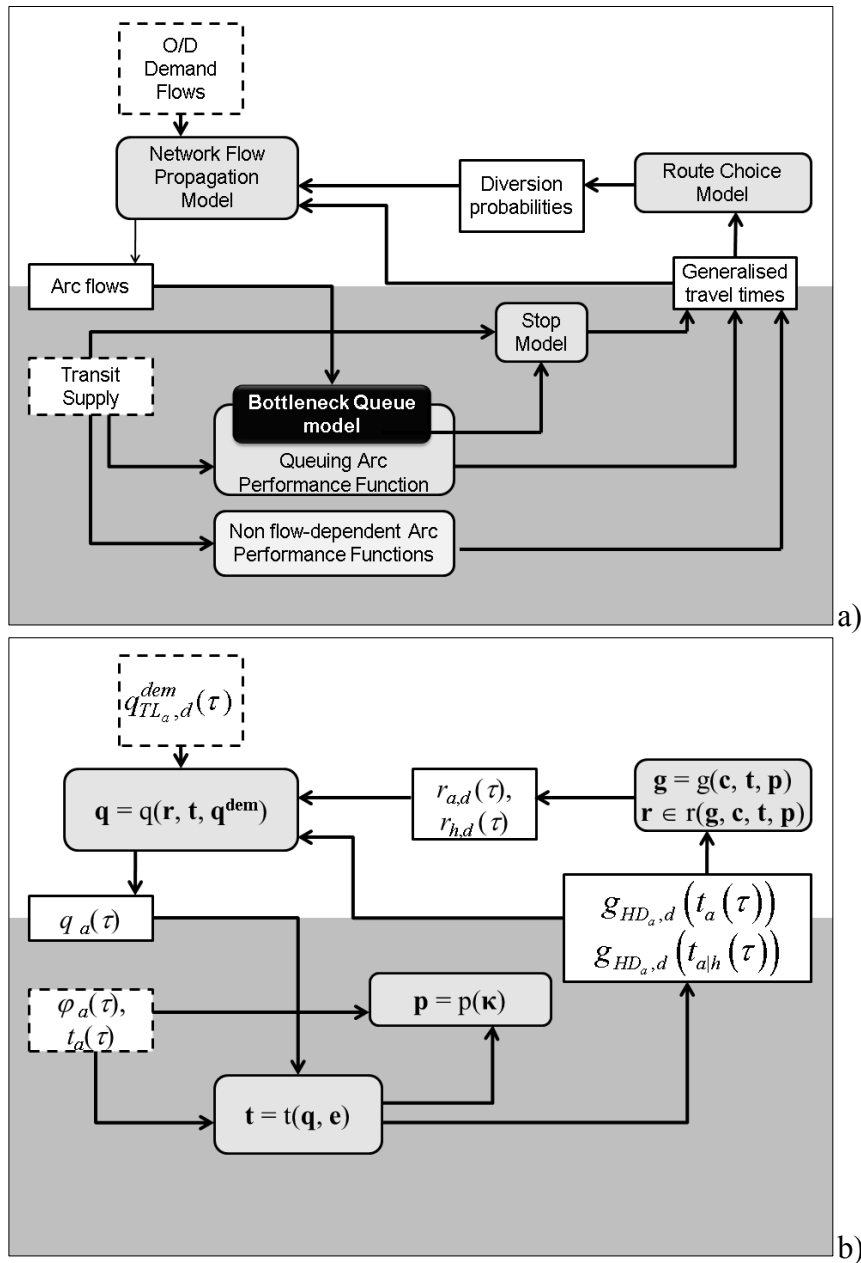 O/D
Demand
Flows
Network Flow
Propagation
Model
Diversion
probabilities
Route Choice
Model
Arc flows
Generalised
travel times
Stop
Model
Transit
Supply
Bottleneck Queue
model
Queuing Arc
Performance Function
Non flow-dependent Arc
Performance Functions
a)
q^{dem}_{TL_a,d}(τ)
q = q(r, t, q^{dem})
r_{a,d}(τ),
r_{h,d}(τ)
g = g(c, t, p)
r ∈ r(g, c, t, p)
q_a(τ)
g_{HD_a,d}(t_a(τ))
g_{HD_a,d}(t_{a|h}(τ))
φ_a(τ),
t_a(τ)
p = p(κ)
t = t(q, e)
b)